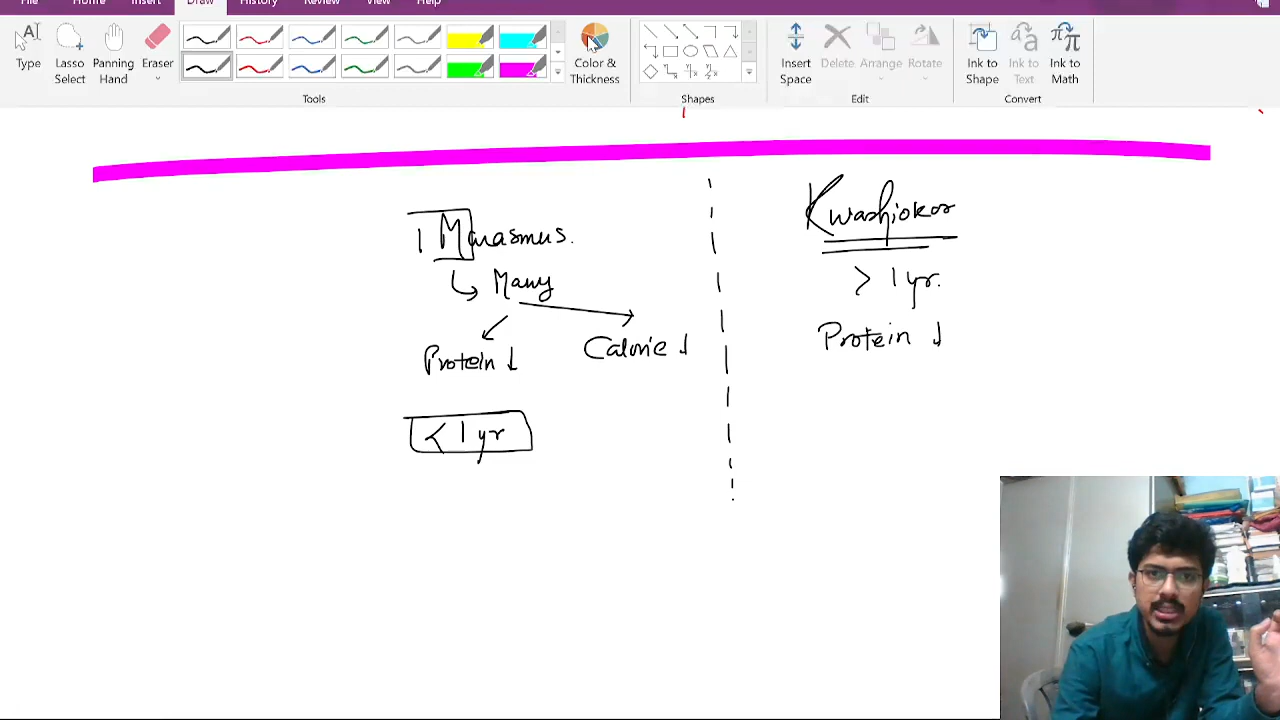 File Home Insert Draw History Review View Help
Type
Lasso Select
Panning Hand
Eraser
Color & Thickness
Insert Space
Delete
Arrange
Rotate
Ink to Shape
Ink to Text
Ink to Math
Tools
Shapes
Edit
Convert
1 Marasmus.
Many
Protein ↓
Calorie ↓
< 1 yr
Kwashiokor
> 1 yr.
Protein ↓